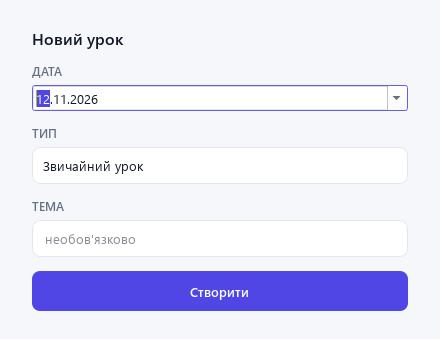 Новий урок
ДАТА
12.11.2026
ТИП
Звичайний урок
ТЕМА
необов'язково
Створити